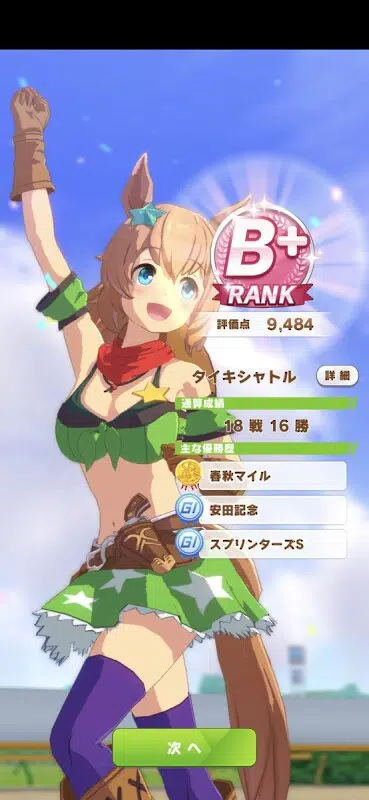 B+
RANK
評価点 9,484
タイキシャトル 詳細
通算成績
18 戦 16 勝
主な優勝歴
春秋マイル
GI 安田記念
GI スプリンターズS
次へ